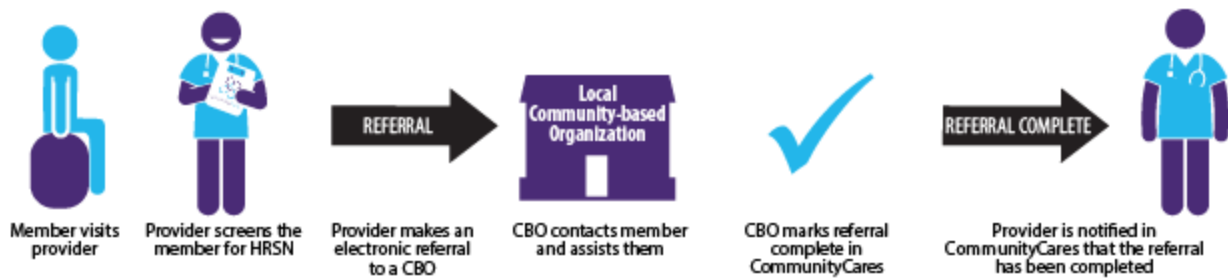 REFERRAL
Local
Community-based
Organization
REFERRAL COMPLETE
Member visits
provider
Provider screens the
member for HRSN
Provider makes an
electronic referral
to a CBO
CBO contacts member
and assists them
CBO marks referral
complete in
CommunityCares
Provider is notified in
CommunityCares that the referral
has been completed